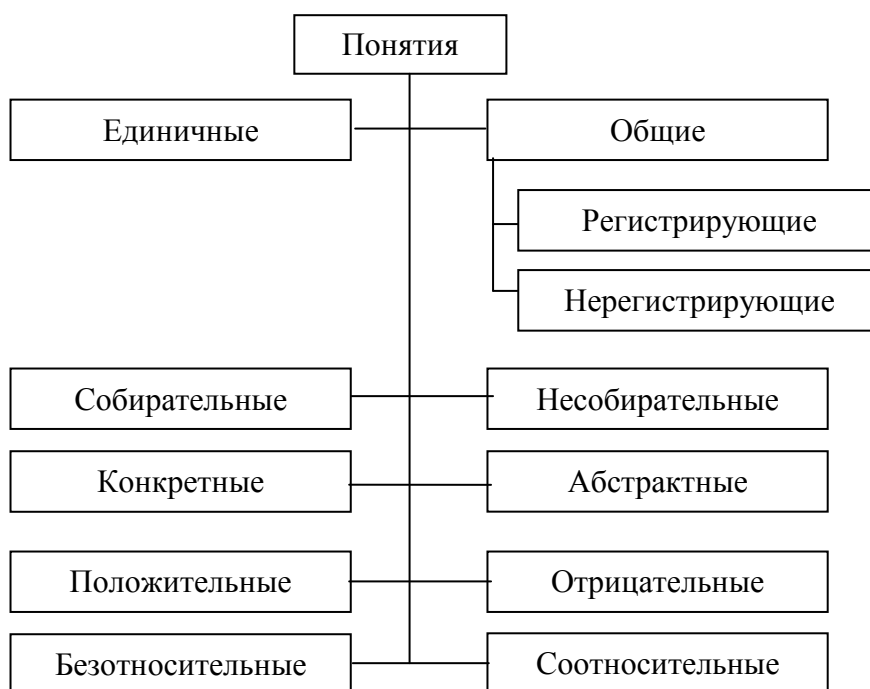 Понятия
Единичные
Общие
Регистрирующие
Нерегистрирующие
Собирательные
Несобирательные
Конкретные
Абстрактные
Положительные
Отрицательные
Безотносительные
Соотносительные